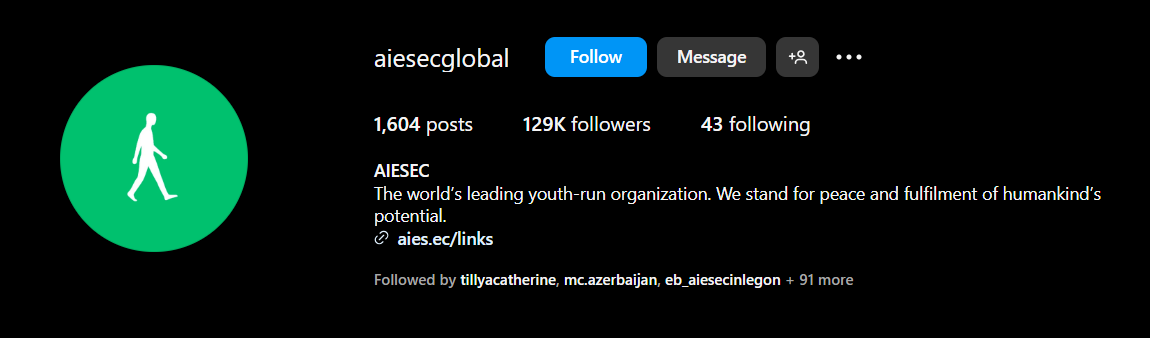 aiesecglobal Follow Message
1,604 posts 129K followers 43 following
AIESEC
The world’s leading youth-run organization. We stand for peace and fulfilment of humankind’s
potential.
aies.ec/links
Followed by tillyacatherine, mc.azerbaijan, eb_aiesecinlegon + 91 more